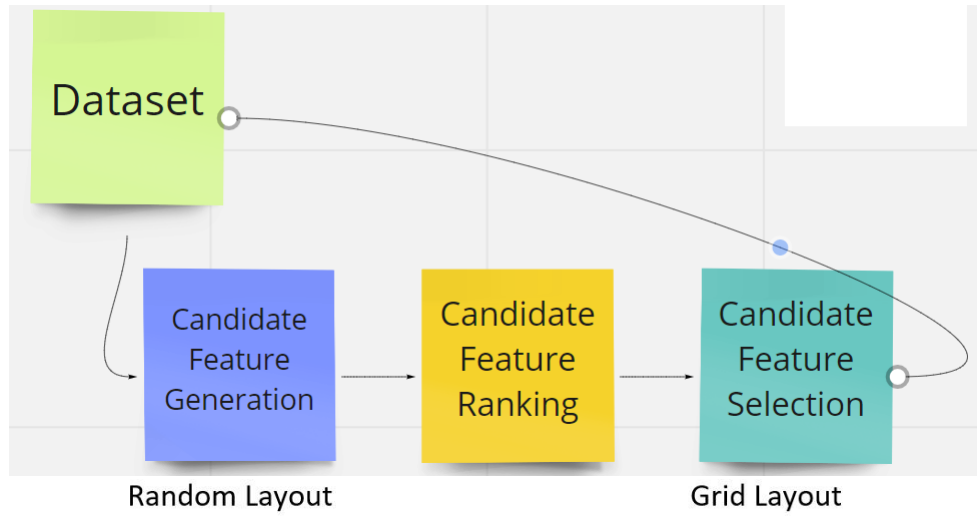 Dataset
Candidate
Feature
Generation
Candidate
Feature
Ranking
Candidate
Feature
Selection
Random Layout
Grid Layout